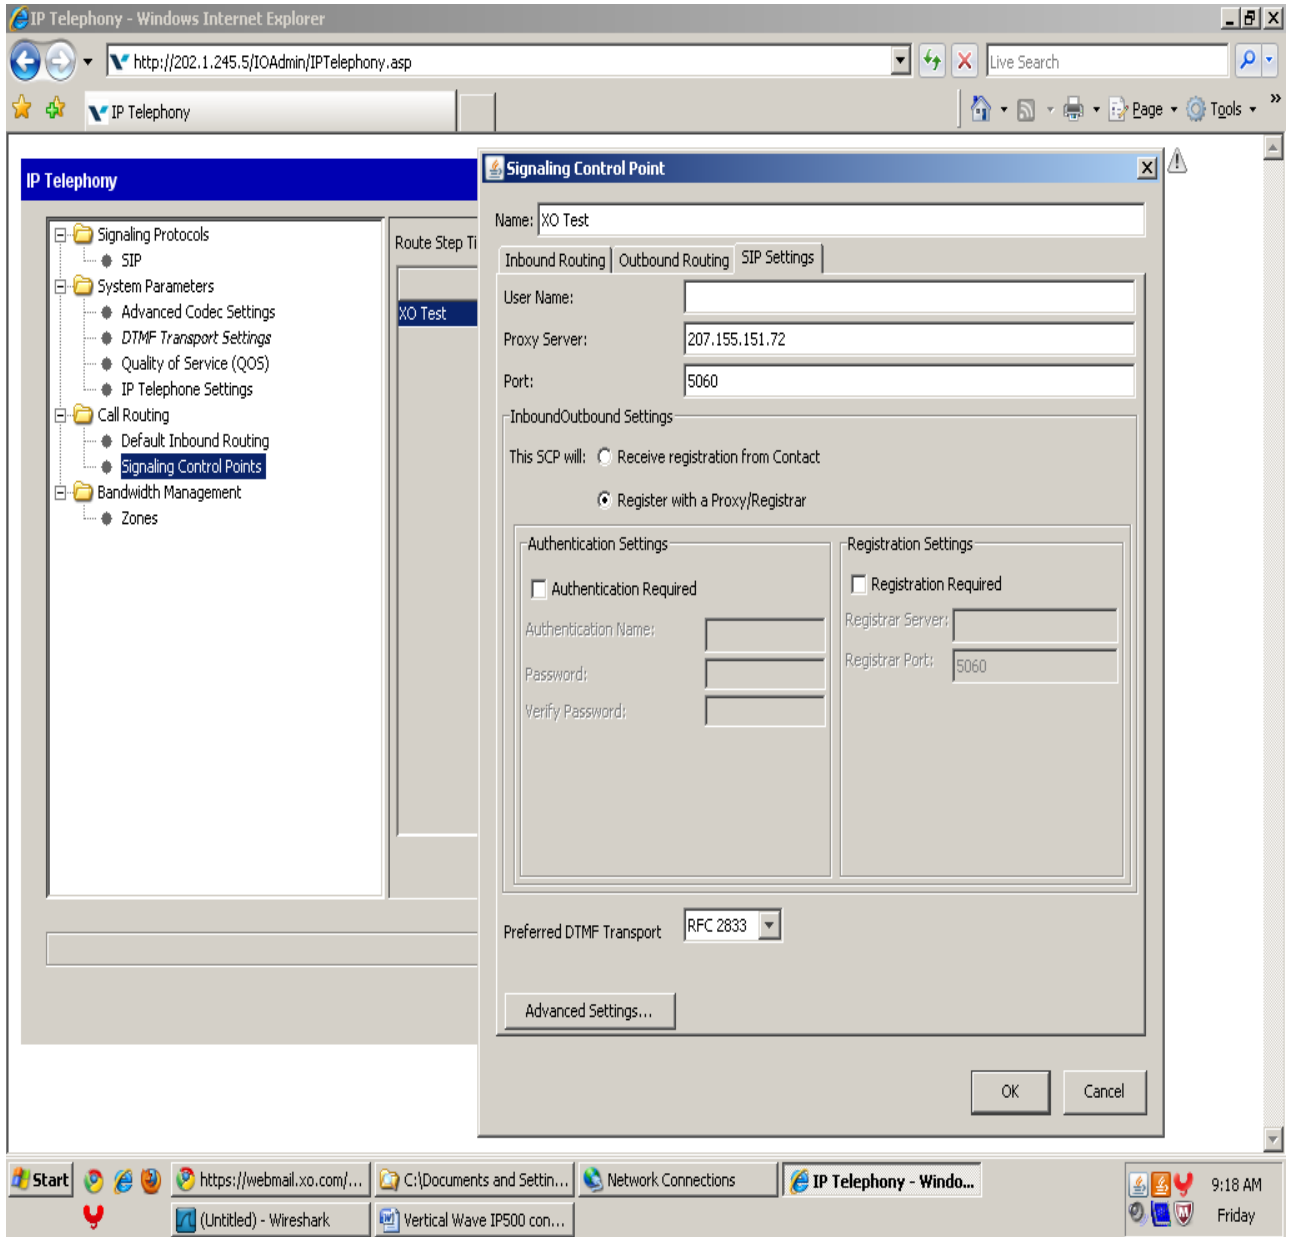 IP Telephony - Windows Internet Explorer
http://202.1.245.5/IOAdmin/IPTelephony.asp
Live Search
IP Telephony
Page
Tools
»
IP Telephony
Signaling Protocols
SIP
System Parameters
Advanced Codec Settings
DTMF Transport Settings
Quality of Service (QOS)
IP Telephone Settings
Call Routing
Default Inbound Routing
Signaling Control Points
Bandwidth Management
Zones
Route Step Ti
XO Test
Signaling Control Point
Name: XO Test
Inbound Routing Outbound Routing SIP Settings
User Name:
Proxy Server: 207.155.151.72
Port: 5060
InboundOutbound Settings
This SCP will: Receive registration from Contact
Register with a Proxy/Registrar
Authentication Settings
Authentication Required
Authentication Name:
Password:
Verify Password:
Registration Settings
Registration Required
Registrar Server:
Registrar Port: 5060
Preferred DTMF Transport RFC 2833
Advanced Settings...
OK Cancel
Start https://webmail.xo.com/... C:\Documents and Settin... Network Connections IP Telephony - Windo... 9:18 AM
(Untitled) - Wireshark Vertical Wave IP500 con... Friday